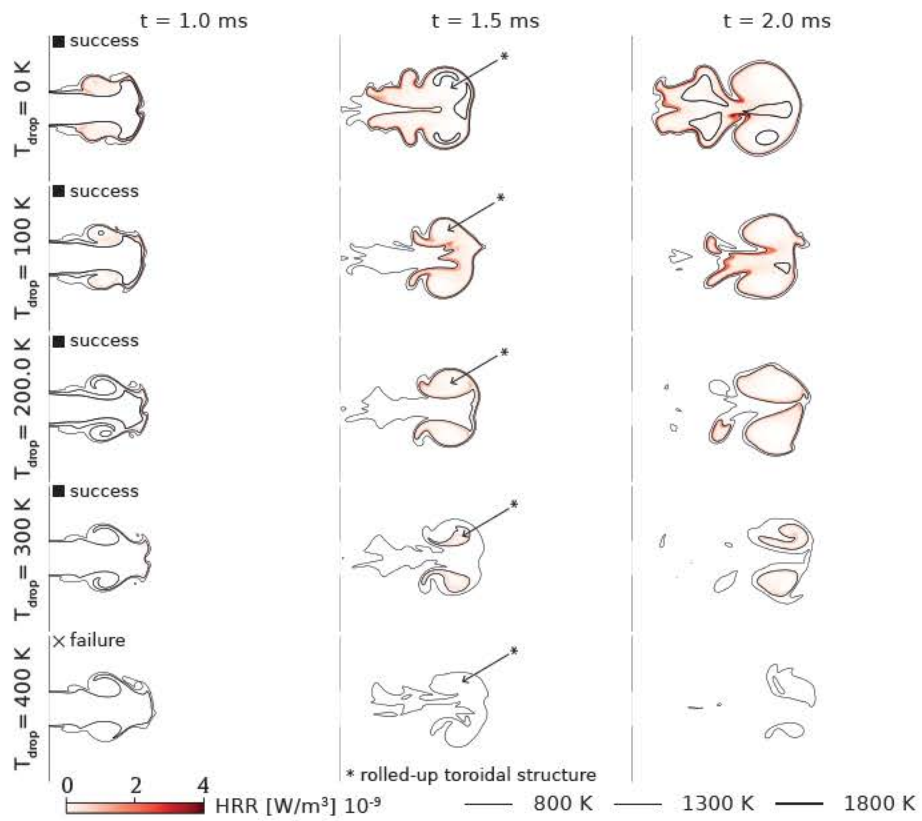 t = 1.0 ms t = 1.5 ms t = 2.0 ms
T_drop = 0 K
■ success
*
T_drop = 100 K
■ success
*
T_drop = 200.0 K
■ success
*
T_drop = 300 K
■ success
*
T_drop = 400 K
× failure
*
* rolled-up toroidal structure
0 2 4
HRR [W/m³] 10⁻⁹
800 K 1300 K 1800 K